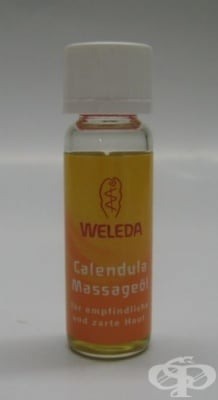 WELEDA
Calendula
Massageöl
für empfindliche
und zarte Haut.